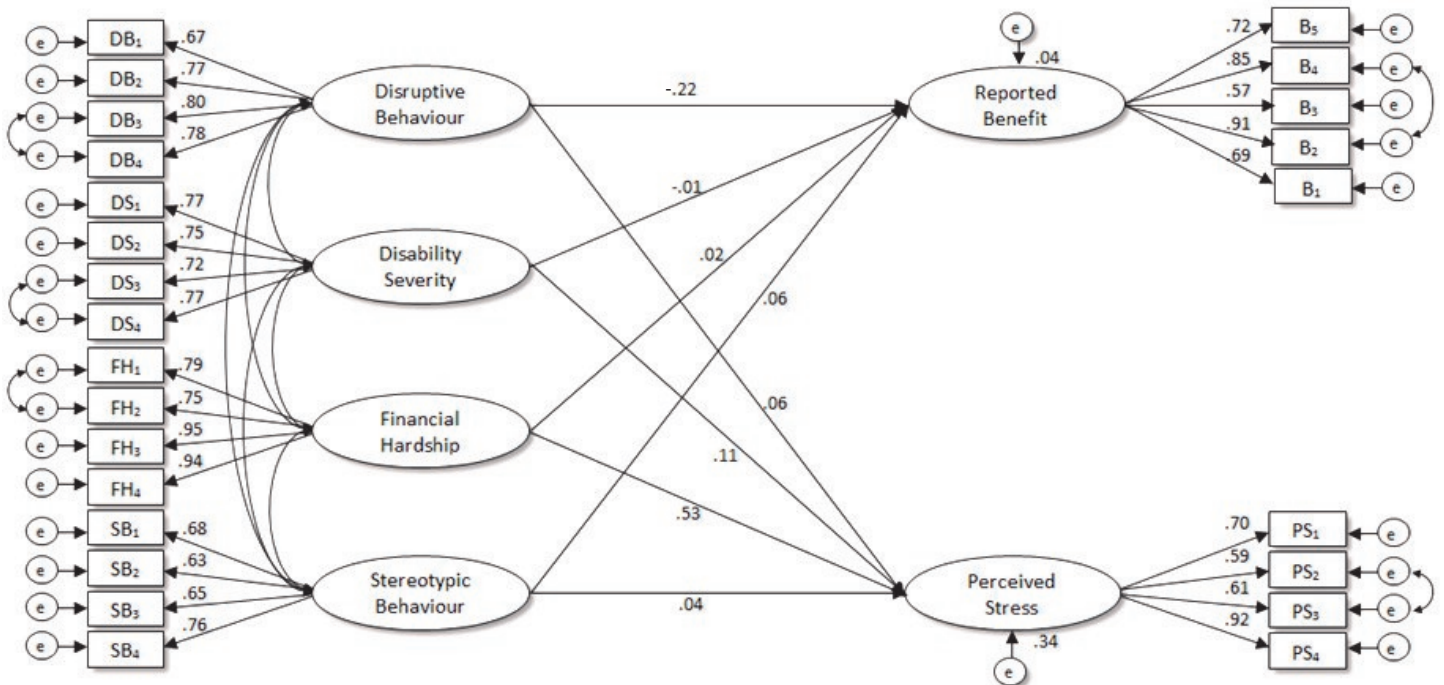 e DB₁ .67
e DB₂ .77
e DB₃ .80
e DB₄ .78
e DS₁ .77
e DS₂ .75
e DS₃ .72
e DS₄ .77
e FH₁ .79
e FH₂ .75
e FH₃ .95
e FH₄ .94
e SB₁ .68
e SB₂ .63
e SB₃ .65
e SB₄ .76
Disruptive
Behaviour
Disability
Severity
Financial
Hardship
Stereotypic
Behaviour
-.22
-.01
.02
.06
.06
.11
.53
.04
e
.04
Reported
Benefit
.72 B₅ e
.85 B₄ e
.57 B₃ e
.91 B₂ e
.69 B₁ e
Perceived
Stress
.34
e
.70 PS₁ e
.59 PS₂ e
.61 PS₃ e
.92 PS₄ e